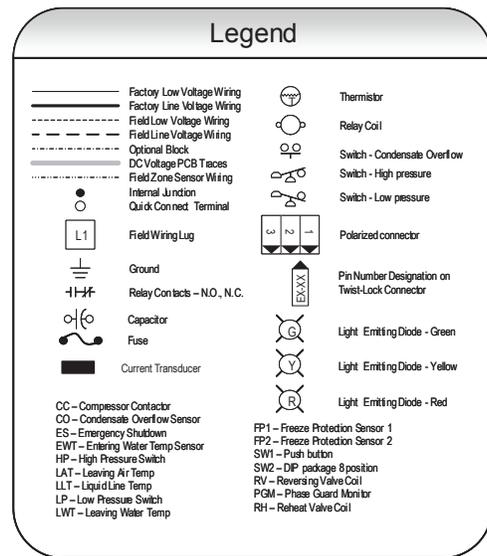 Legend
Factory Low Voltage Wiring
Factory Line Voltage Wiring
Field Low Voltage Wiring
Field Line Voltage Wiring
Optional Block
DC Voltage PCB Traces
Field Zone Sensor Wiring
Internal Junction
Quick Connect Terminal
L1
Field Wiring Lug
Ground
Relay Contacts – N.O., N.C.
Capacitor
Fuse
Current Transducer
T
Thermistor
Relay Coil
Switch - Condensate Overflow
Switch - High pressure
Switch - Low pressure
3 2 1
Polarized connector
EX-XX
Pin Number Designation on
Twist-Lock Connector
G
Light Emitting Diode - Green
Y
Light Emitting Diode - Yellow
R
Light Emitting Diode - Red
CC – Compressor Contactor
CO – Condensate Overflow Sensor
ES – Emergency Shutdown
EWT – Entering Water Temp Sensor
HP – High Pressure Switch
LAT – Leaving Air Temp
LLT – Liquid Line Temp
LP – Low Pressure Switch
LWT – Leaving Water Temp
FP1 – Freeze Protection Sensor 1
FP2 – Freeze Protection Sensor 2
SW1 – Push button
SW2 – DIP package 8 position
RV – Reversing Valve Coil
PGM – Phase Guard Monitor
RH – Reheat Valve Coil